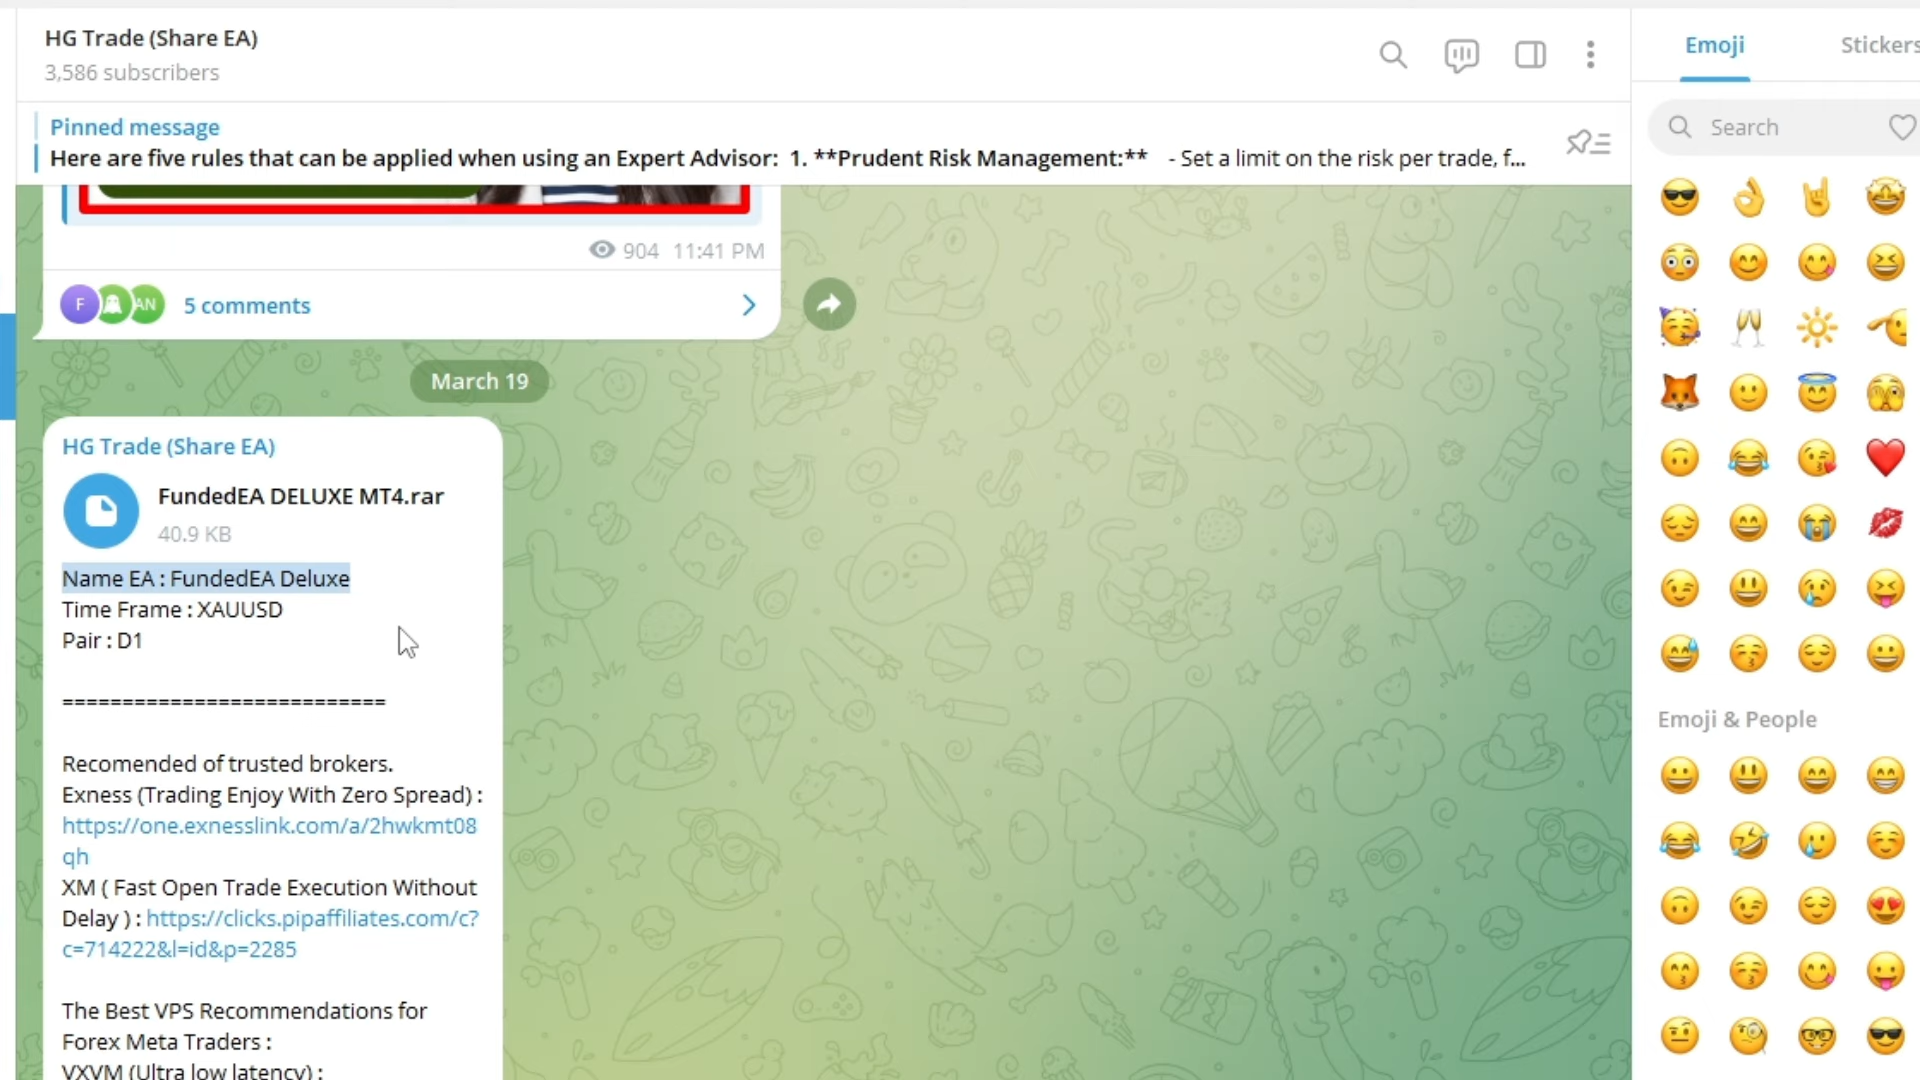 HG Trade (Share EA)
3,586 subscribers
Pinned message
Here are five rules that can be applied when using an Expert Advisor: 1. **Prudent Risk Management:** - Set a limit on the risk per trade, f...
904 11:41 PM
F AN 5 comments
March 19
HG Trade (Share EA)
FundedEA DELUXE MT4.rar
40.9 KB
Name EA : FundedEA Deluxe
Time Frame : XAUUSD
Pair : D1
===========================
Recomended of trusted brokers.
Exness (Trading Enjoy With Zero Spread) :
https://one.exnesslink.com/a/2hwkmt08
qh
XM ( Fast Open Trade Execution Without
Delay ) : https://clicks.pipaffiliates.com/c?
c=714222&l=id&p=2285
The Best VPS Recommendations for
Forex Meta Traders :
VXVM (Ultra low latency) :
Emoji Stickers
Search
Emoji & People